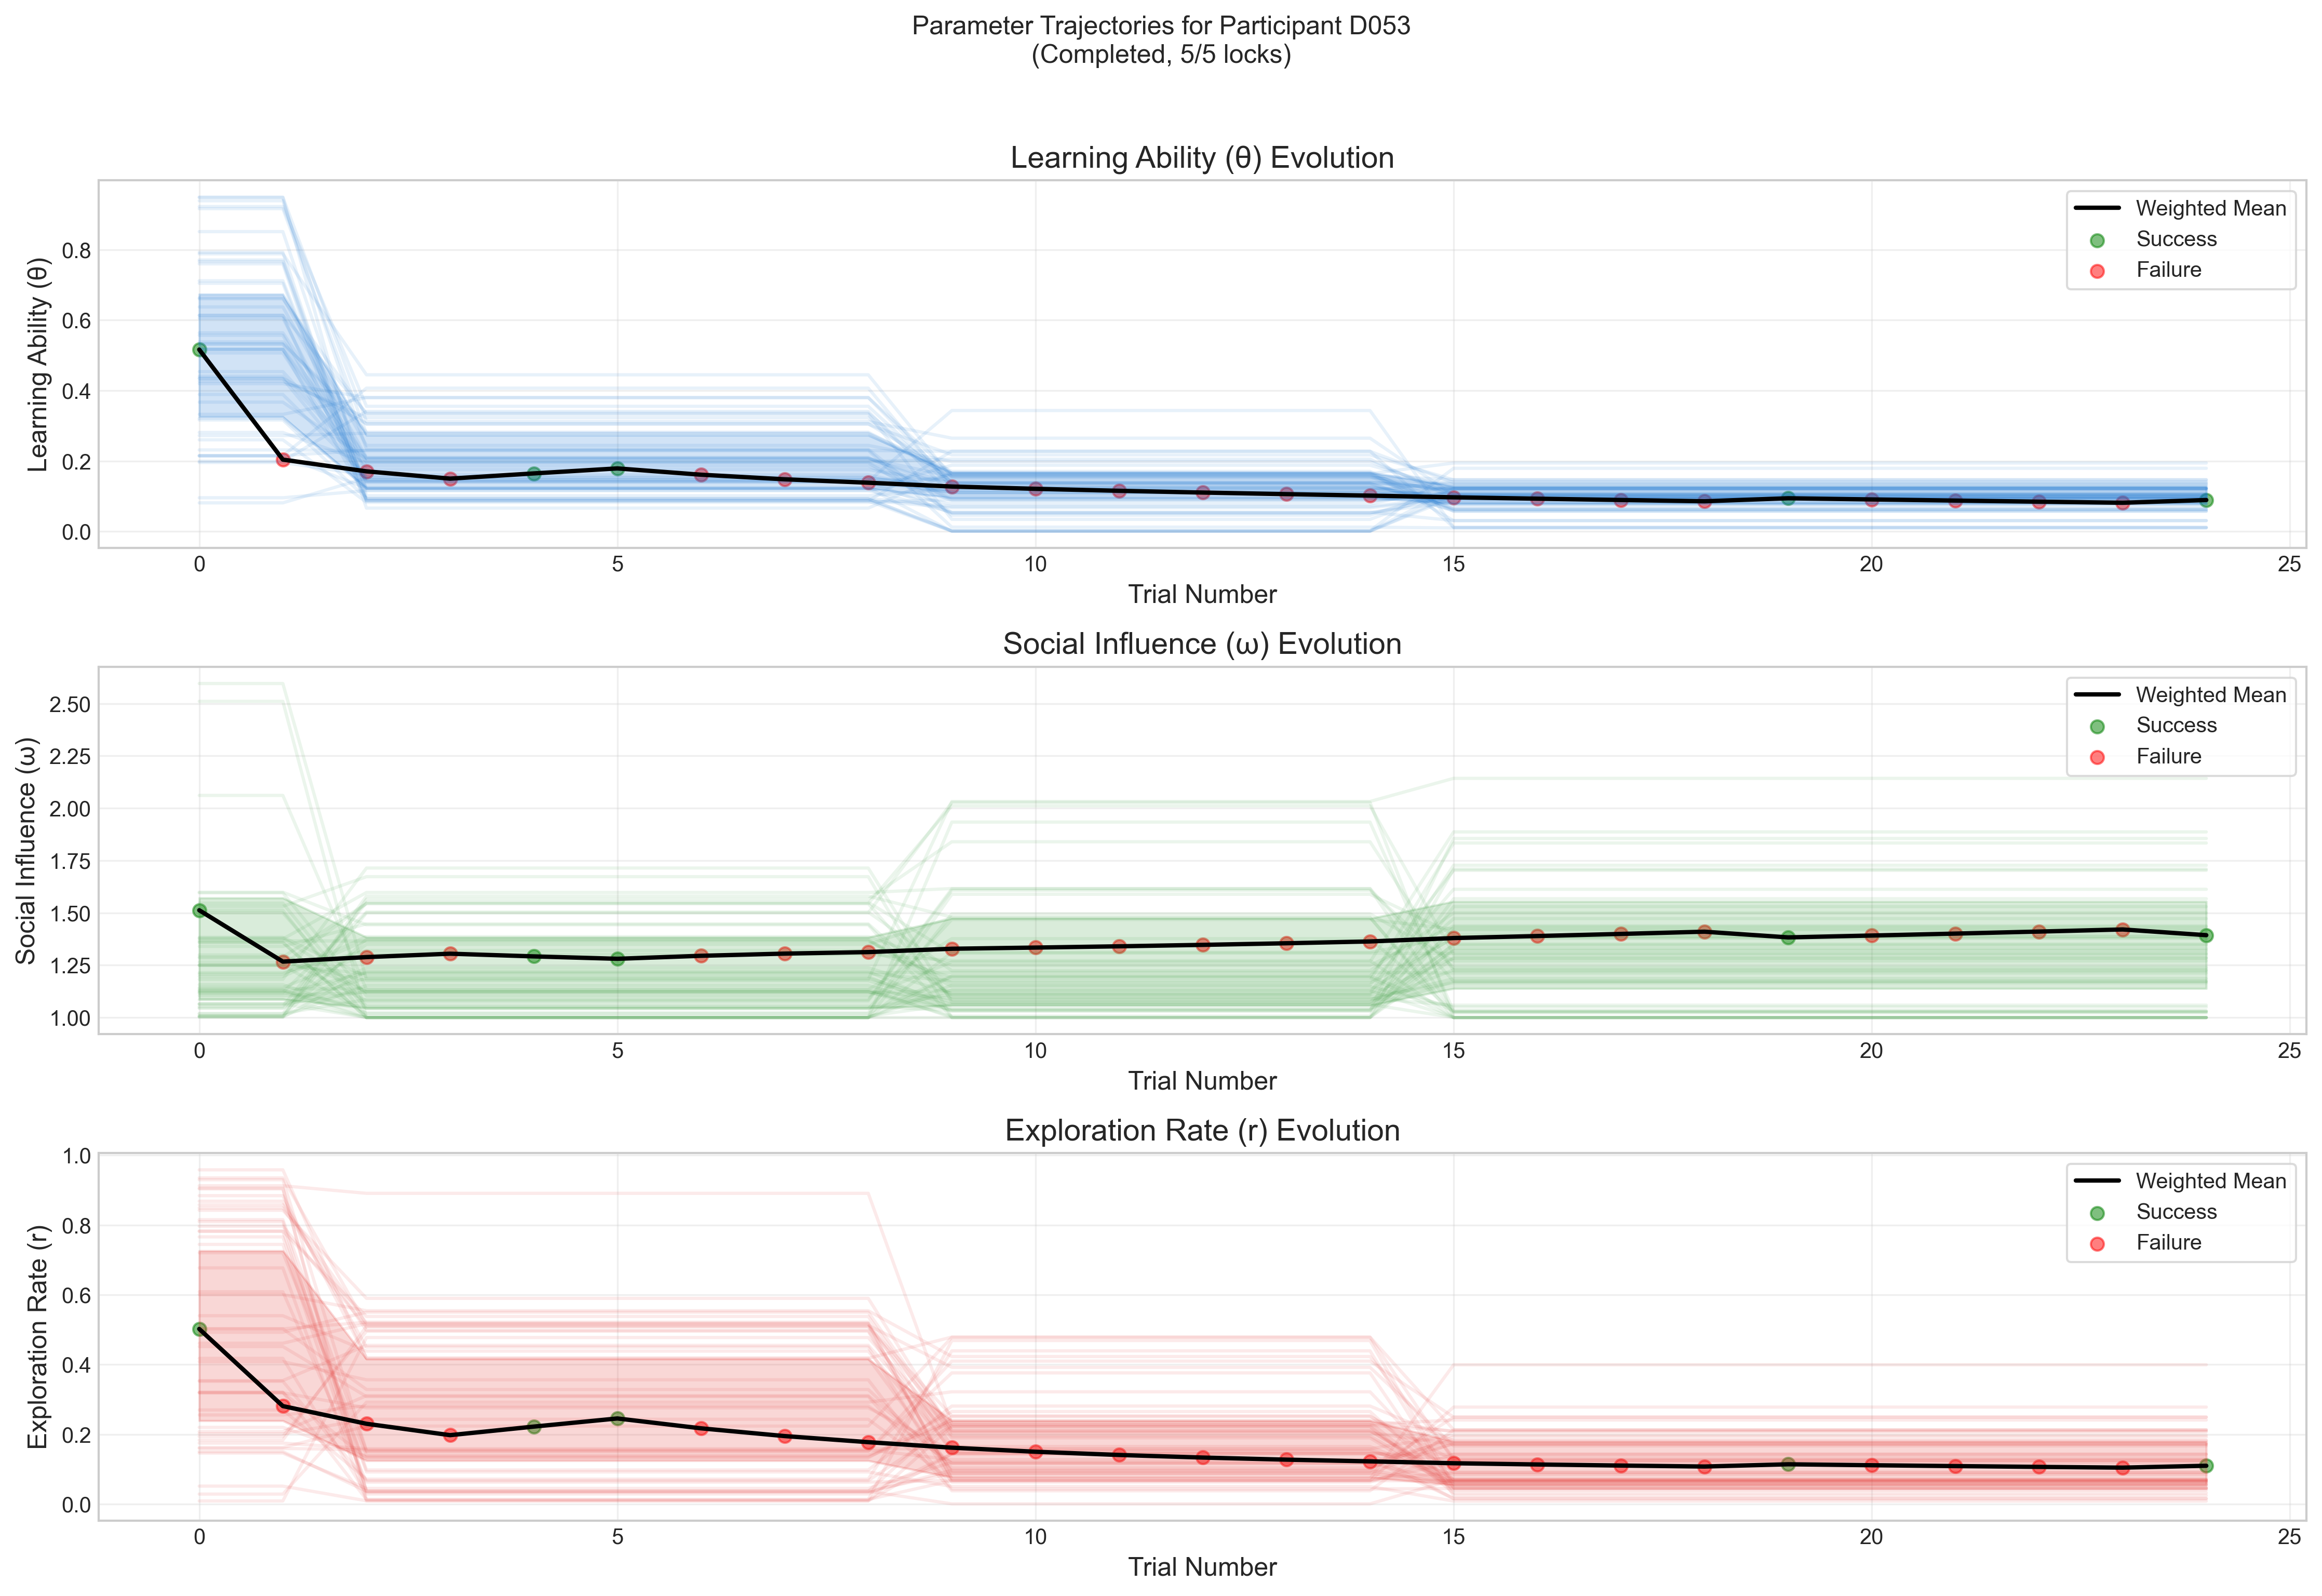 Parameter Trajectories for Participant D053
(Completed, 5/5 locks)
Learning Ability (θ) Evolution
Learning Ability (θ)
0.8
0.6
0.4
0.2
0.0
Weighted Mean
Success
Failure
0 5 10 15 20 25
Trial Number
Social Influence (ω) Evolution
Social Influence (ω)
2.50
2.25
2.00
1.75
1.50
1.25
1.00
Weighted Mean
Success
Failure
0 5 10 15 20 25
Trial Number
Exploration Rate (r) Evolution
Exploration Rate (r)
1.0
0.8
0.6
0.4
0.2
0.0
Weighted Mean
Success
Failure
0 5 10 15 20 25
Trial Number